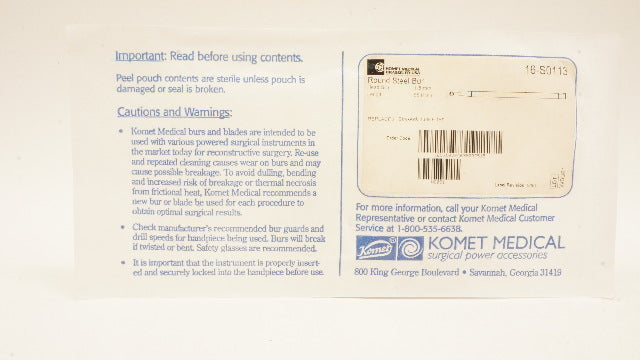 Important: Read before using contents.
Peel pouch contents are sterile unless pouch is
damaged or seal is broken.
Cautions and Warnings:
• Komet Medical burs and blades are intended to be
used with various powered surgical instruments in
the market today for reconstructive surgery. Re-use
and repeated cleaning causes wear on burs and may
cause possible breakage. To avoid dulling, bending
and increased risk of breakage or thermal necrosis
from frictional heat, Komet Medical recommends a
new bur or blade be used for each procedure to
obtain optimal surgical results.
• Check manufacturer's recommended bur guards and
drill speeds for handpiece being used. Burs will break
if twisted or bent. Safety glasses are recommended.
• It is important that the instrument is properly insert-
ed and securely locked into the handpiece before use.
KOMET MEDICAL
16-S0113
Round Steel Bur
Order Code
For more information, call your Komet Medical
Representative or contact Komet Medical Customer
Service at 1-800-535-6638.
Komet
KOMET MEDICAL
surgical power accessories
800 King George Boulevard • Savannah, Georgia 31419